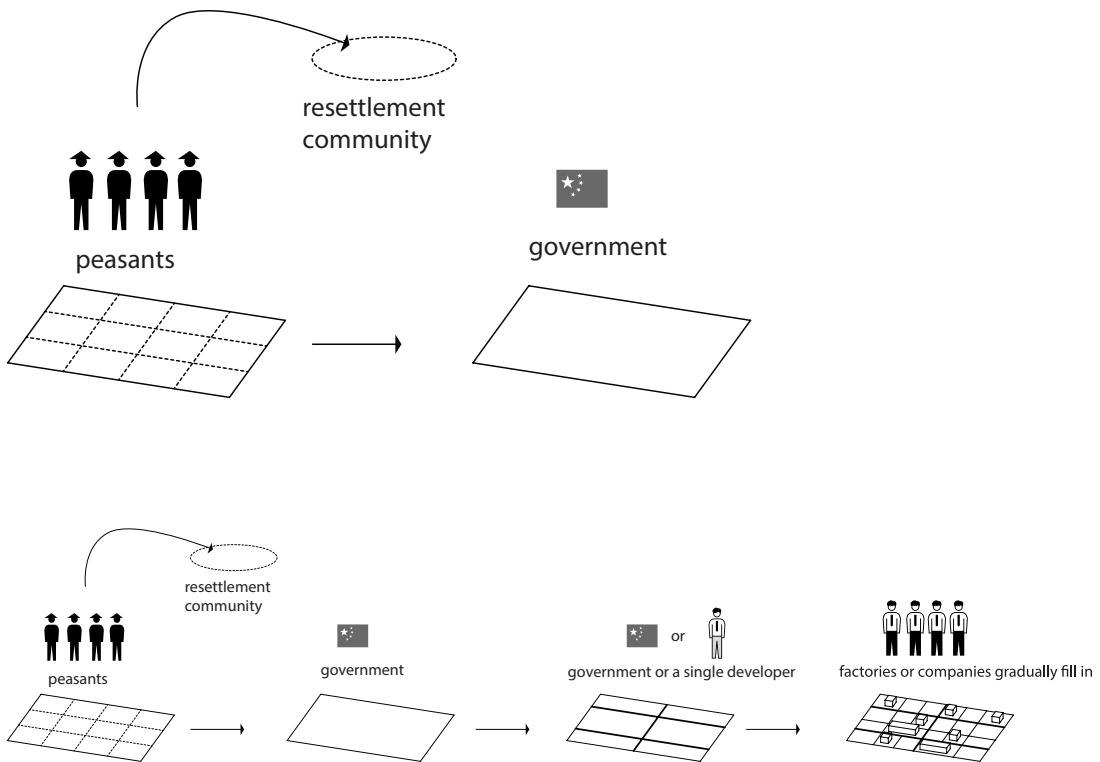 resettlement
community
peasants
government
resettlement
community
peasants
government
or
government or a single developer
factories or companies gradually fill in